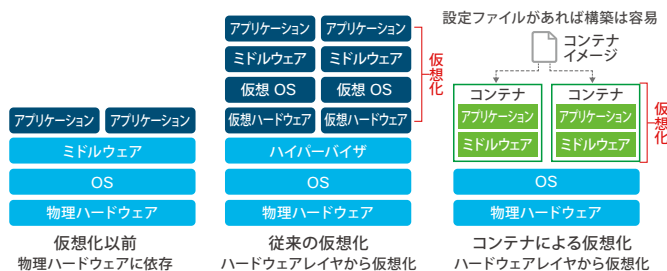 アプリケーション アプリケーション
ミドルウェア
OS
物理ハードウェア
仮想化以前
物理ハードウェアに依存
アプリケーション アプリケーション
ミドルウェア ミドルウェア
仮想 OS 仮想 OS
仮想ハードウェア 仮想ハードウェア
仮想化
ハイパーバイザ
OS
物理ハードウェア
従来の仮想化
ハードウェアレイヤから仮想化
設定ファイルがあれば構築は容易
コンテナ
イメージ
コンテナ コンテナ
アプリケーション アプリケーション
ミドルウェア ミドルウェア
仮想化
OS
物理ハードウェア
コンテナによる仮想化
ハードウェアレイヤから仮想化